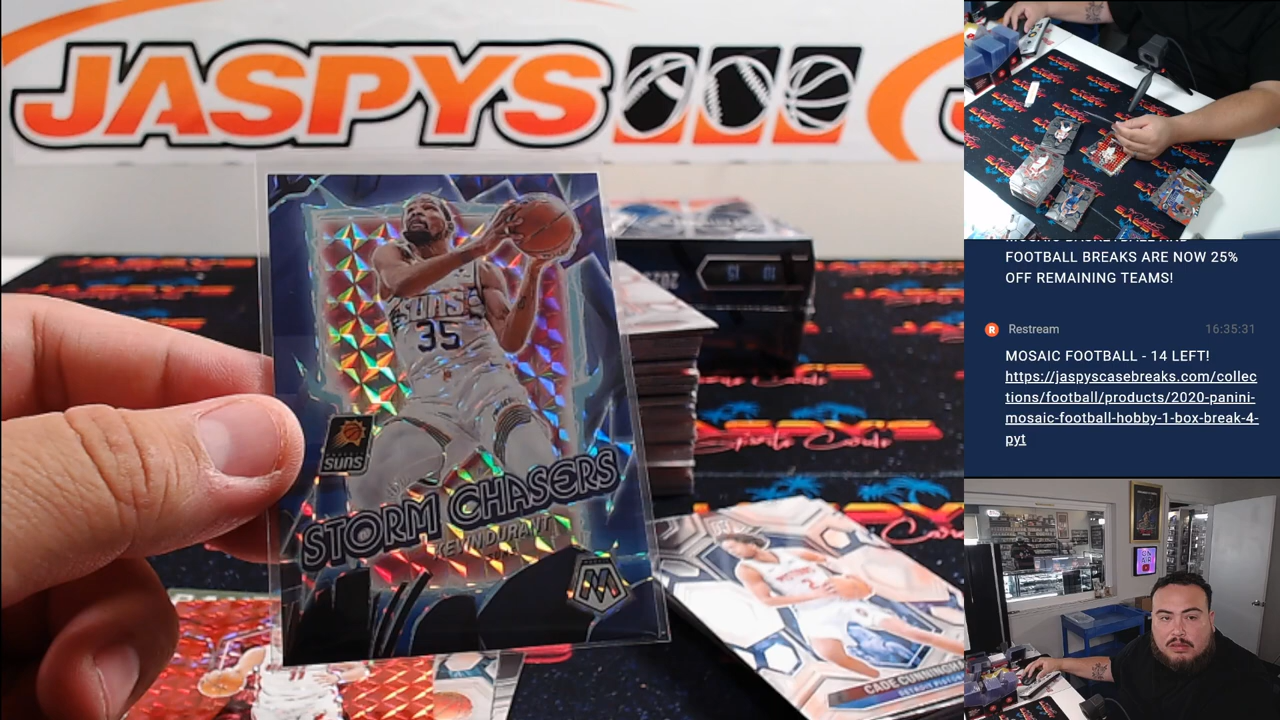 JASPYS
SUNS
35
SUNS
STORM CHASERS
KEVIN DURANT
M
CADE CUNNINGHA
DETROIT PISTONS
FOOTBALL BREAKS ARE NOW 25%
OFF REMAINING TEAMS!
R Restream 16:35:31
MOSAIC FOOTBALL - 14 LEFT!
https://jaspyscasebreaks.com/collec
tions/football/products/2020-panini-
mosaic-football-hobby-1-box-break-4-
pyt